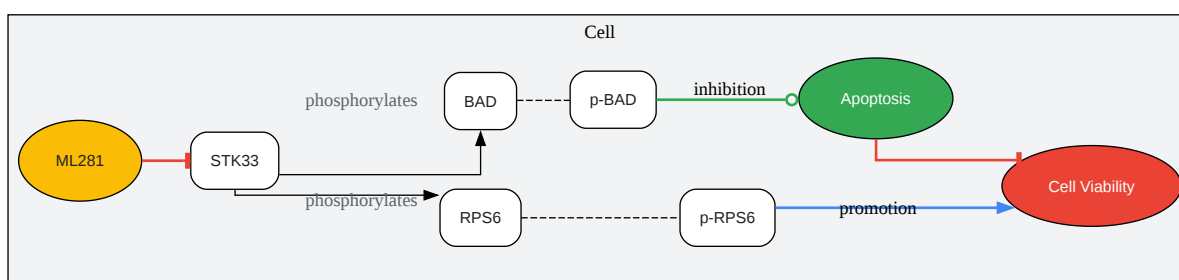 Cell
phosphorylates
BAD
p-BAD
inhibition
Apoptosis
ML281
STK33
phosphorylates
RPS6
p-RPS6
promotion
Cell Viability